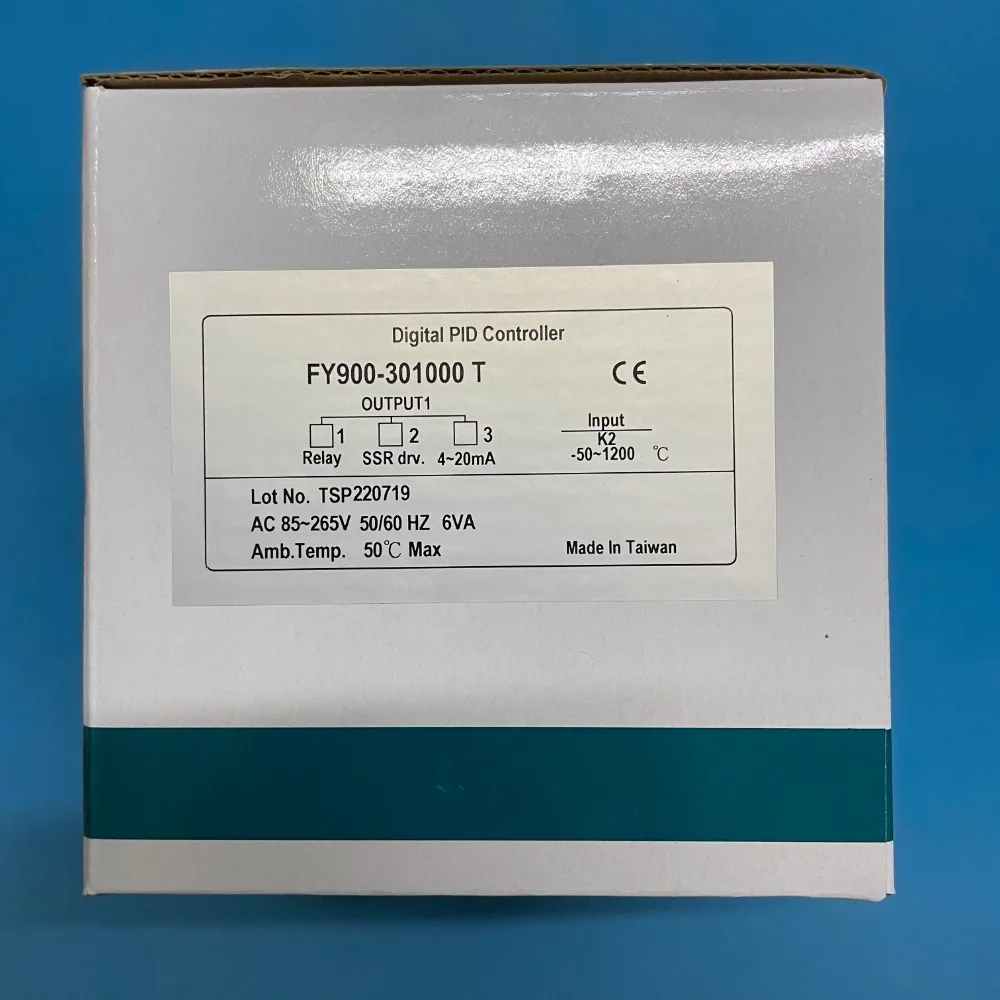 Digital PID Controller
FY900-301000 T CE
OUTPUT1
1 2 3
Relay SSR drv. 4~20mA
Input
K2
-50~1200 ℃
Lot No. TSP220719
AC 85~265V 50/60 HZ 6VA
Amb.Temp. 50℃ Max
Made In Taiwan